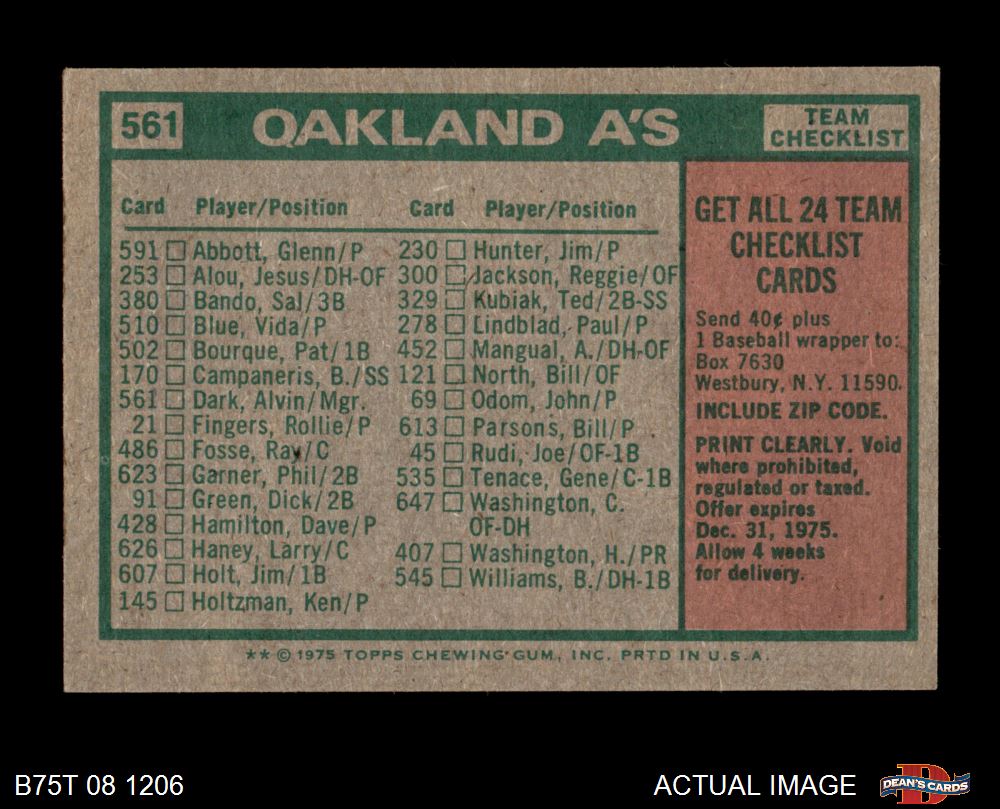 561
OAKLAND A'S
TEAM
CHECKLIST
Card Player/Position
591 Abbott, Glenn/P
253 Alou, Jesus/DH-OF
380 Bando, Sal/3B
510 Blue, Vida/P
502 Bourque, Pat/1B
170 Campaneris, B./SS
561 Dark, Alvin/Mgr.
21 Fingers, Rollie/P
486 Fosse, Ray/C
623 Garner, Phil/2B
91 Green, Dick/2B
428 Hamilton, Dave/P
626 Haney, Larry/C
607 Holt, Jim/1B
145 Holtzman, Ken/P
Card Player/Position
230 Hunter, Jim/P
300 Jackson, Reggie/OF
329 Kubiak, Ted/2B-SS
278 Lindblad, Paul/P
452 Mangual, A./DH-OF
121 North, Bill/OF
69 Odom, John/P
613 Parsons, Bill/P
45 Rudi, Joe/OF-1B
535 Tenace, Gene/C-1B
647 Washington, C.
OF-DH
407 Washington, H./PR
545 Williams, B./DH-1B
GET ALL 24 TEAM
CHECKLIST
CARDS
Send 40¢ plus
1 Baseball wrapper to:
Box 7630
Westbury, N.Y. 11590.
INCLUDE ZIP CODE.
PRINT CLEARLY. Void
where prohibited,
regulated or taxed.
Offer expires
Dec. 31, 1975.
Allow 4 weeks
for delivery.
** © 1975 TOPPS CHEWING GUM, INC. PRTD IN U.S.A.
B75T 08 1206
ACTUAL IMAGE
DEAN'S CARDS